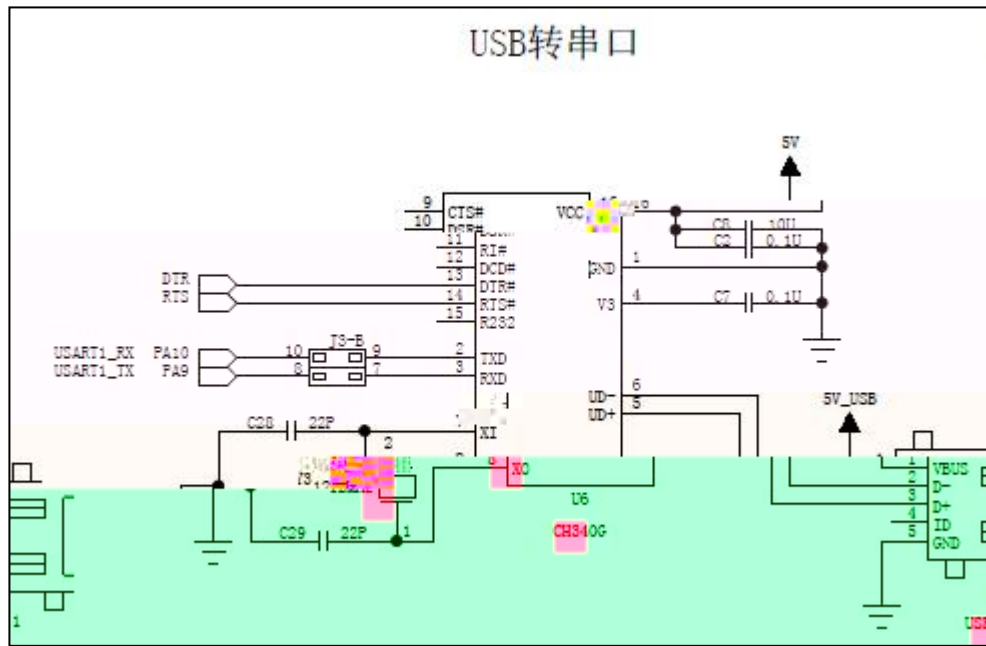 USB转串口
5V
9 CTS# VCC
10
C8 10U
11 RI# C2 0.1U
12 DCD# GND 1
DTR 13 DTR#
RTS 14 RTS# V3 4 C7 0.1U
15 R232
J3-B
USART1_RX PA10 10 9 2 TXD
USART1_TX PA9 8 7 3 RXD
UD- 6
UD+ 5
5V_USB
C28 22P XI
2
XO 1 VBUS
2 D-
U6 3 D+
4 ID
C29 22P 1 CH340G 5 GND
1